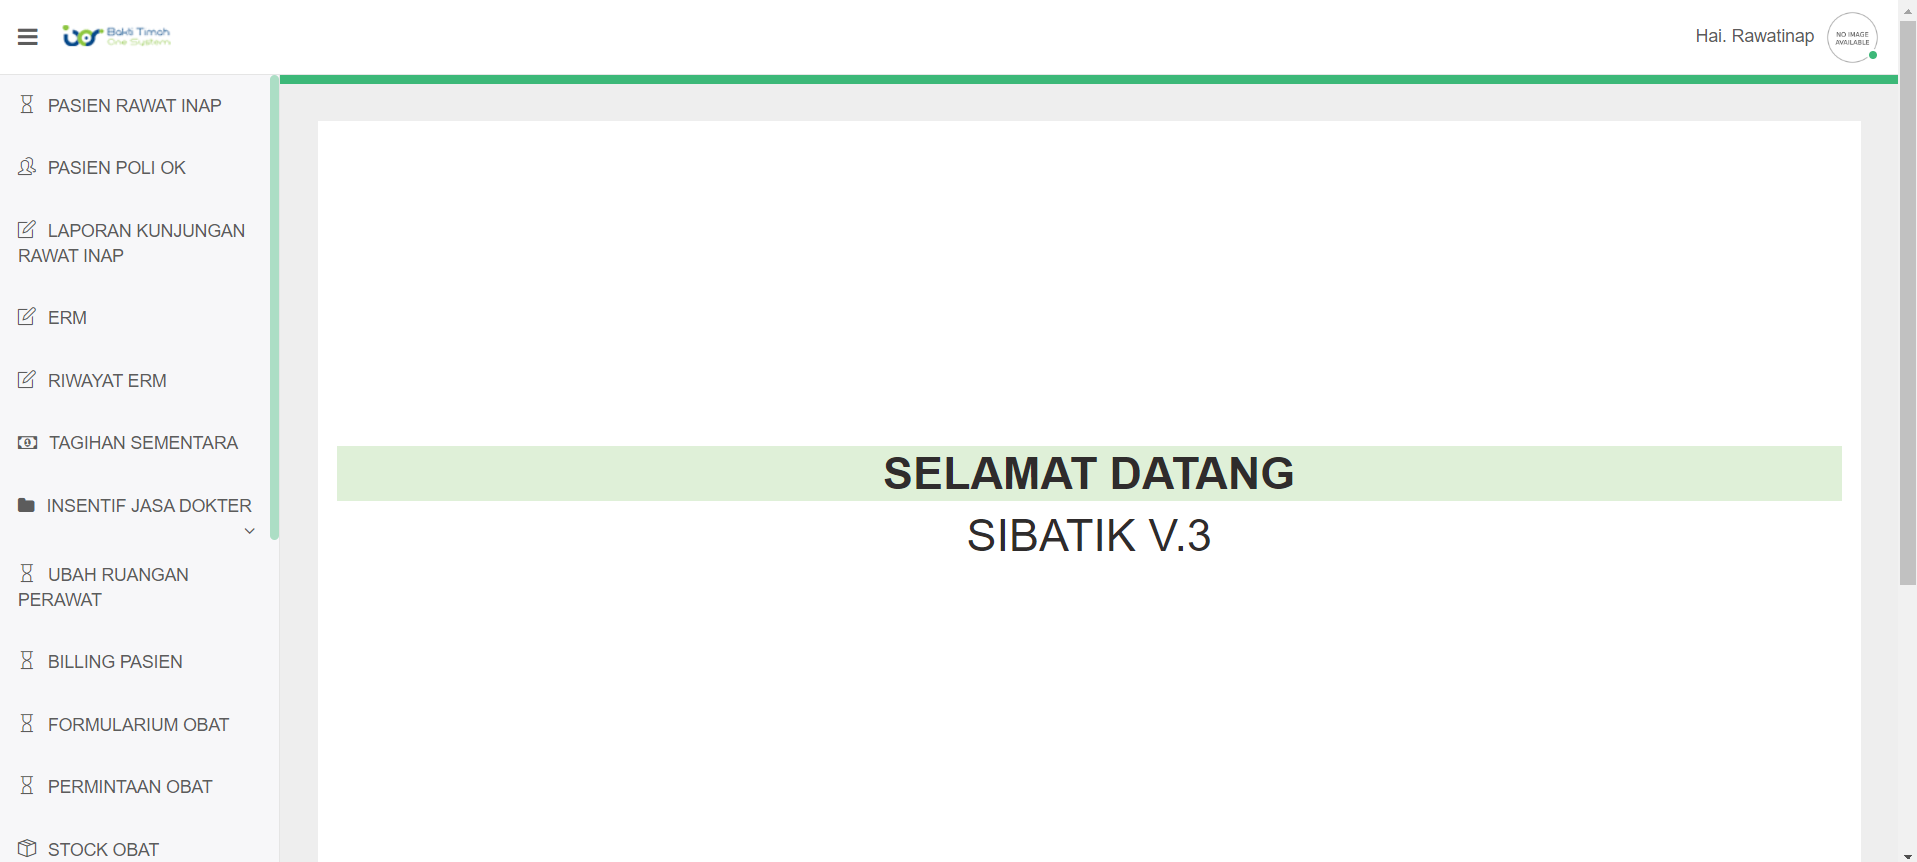 Bakti Timah
One System
Hai. Rawatinap
NO IMAGE
AVAILABLE
PASIEN RAWAT INAP
PASIEN POLI OK
LAPORAN KUNJUNGAN
RAWAT INAP
ERM
RIWAYAT ERM
TAGIHAN SEMENTARA
INSENTIF JASA DOKTER
UBAH RUANGAN
PERAWAT
BILLING PASIEN
FORMULARIUM OBAT
PERMINTAAN OBAT
STOCK OBAT
SELAMAT DATANG
SIBATIK V.3